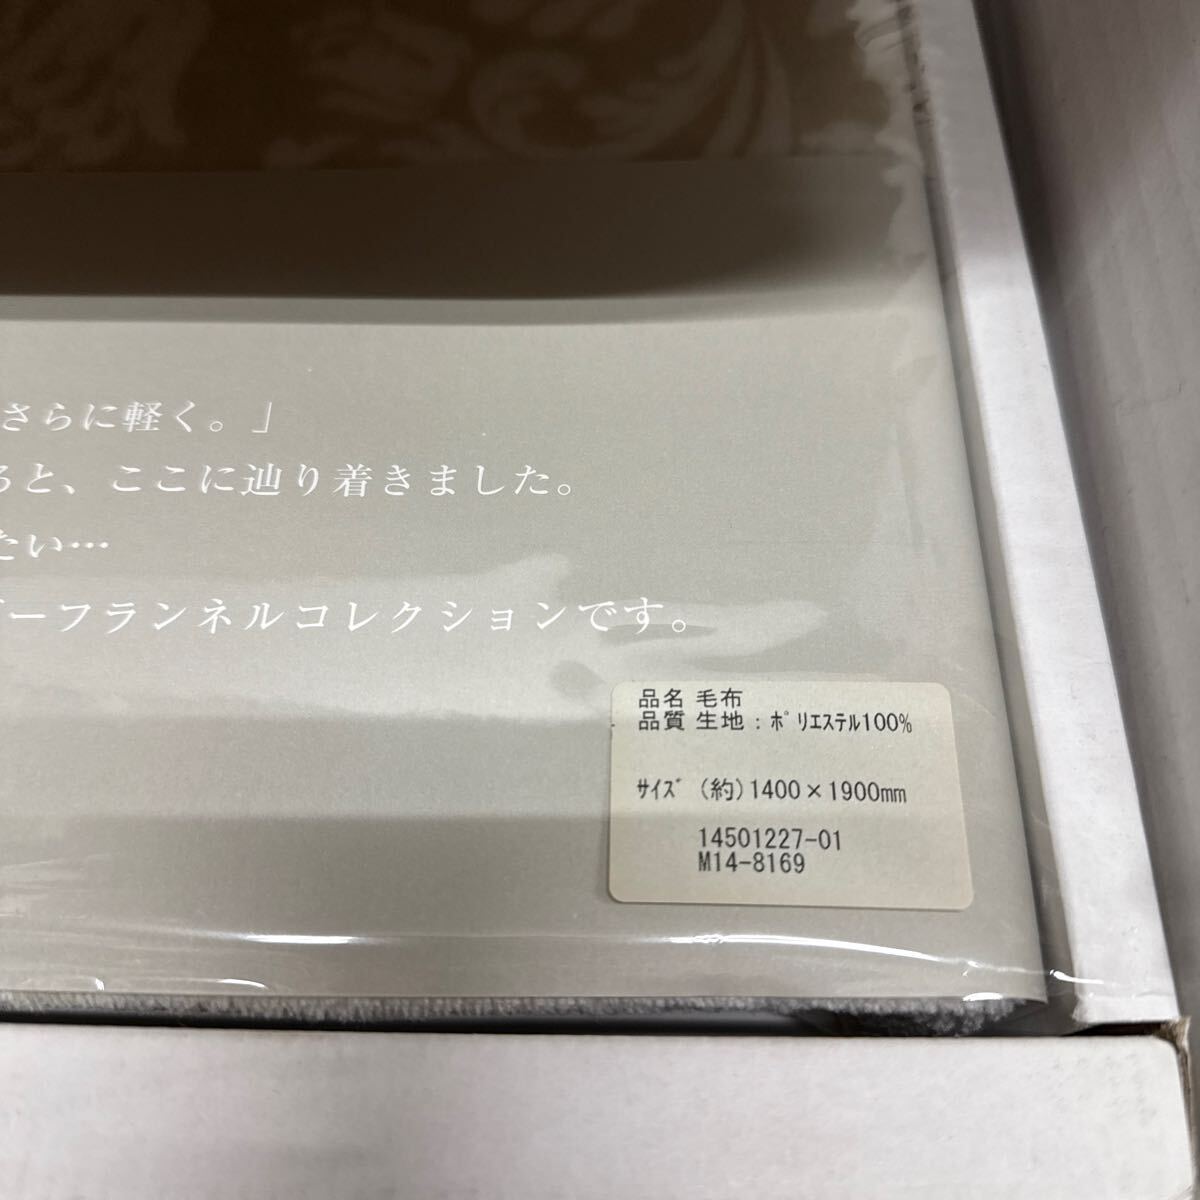 さらに軽く。」
ると、ここに辿り着きました。
たい…
ーフランネルコレクションです。
品名 毛布
品質 生地：ﾎﾟﾘｴｽﾃﾙ100%
ｻｲｽﾞ (約)1400×1900mm
14501227-01
M14-8169